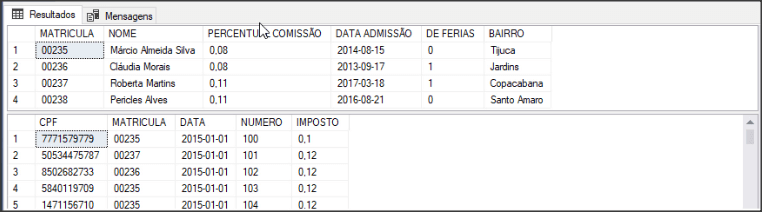 Resultados Mensagens
MATRICULA NOME PERCENTUAL COMISSÃO DATA ADMISSÃO DE FERIAS BAIRRO
1 00235 Márcio Almeida Silva 0,08 2014-08-15 0 Tijuca
2 00236 Cláudia Morais 0,08 2013-09-17 1 Jardins
3 00237 Roberta Martins 0,11 2017-03-18 1 Copacabana
4 00238 Pericles Alves 0,11 2016-08-21 0 Santo Amaro
CPF MATRICULA DATA NUMERO IMPOSTO
1 7771579779 00235 2015-01-01 100 0,1
2 50534475787 00237 2015-01-01 101 0,12
3 8502682733 00236 2015-01-01 102 0,12
4 5840119709 00235 2015-01-01 103 0,12
5 1471156710 00235 2015-01-01 104 0,12